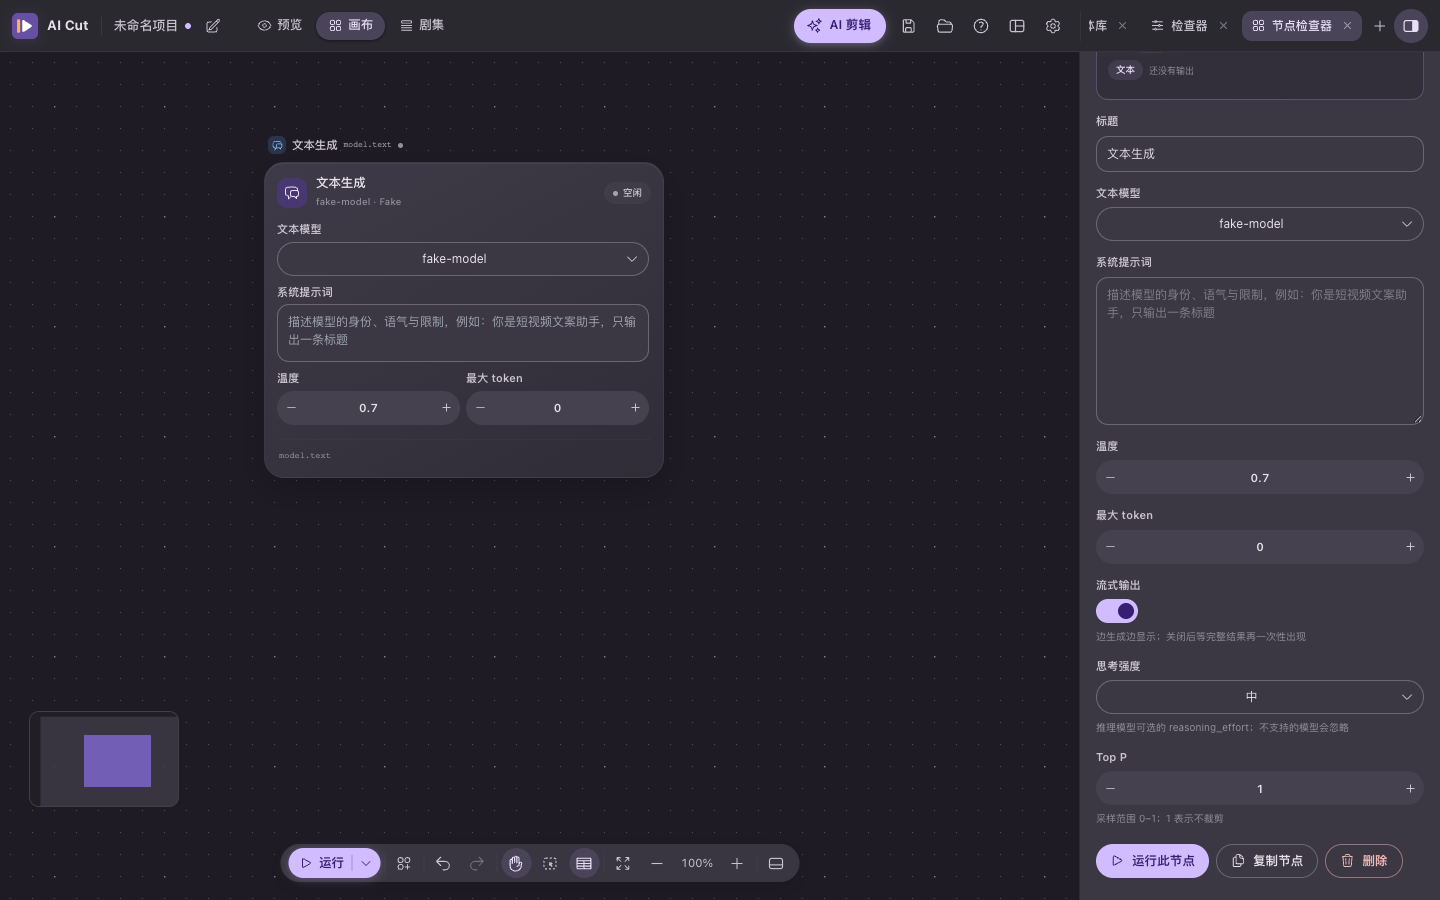 AI Cut
未命名项目
预览
画布
剧集
AI 剪辑
体库
检查器
节点检查器
文本
还没有输出
标题
文本生成
文本模型
fake-model
系统提示词
描述模型的身份、语气与限制，例如：你是短视频文案助手，只输出一条标题
温度
0.7
最大 token
0
流式输出
边生成边显示；关闭后等完整结果再一次性出现
思考强度
中
推理模型可选的 reasoning_effort；不支持的模型会忽略
Top P
1
采样范围 0–1；1 表示不裁剪
运行此节点
复制节点
删除
文本生成
model.text
文本生成
fake-model · Fake
空闲
文本模型
fake-model
系统提示词
描述模型的身份、语气与限制，例如：你是短视频文案助手，只输
出一条标题
温度
最大 token
0.7
0
model.text
运行
100%